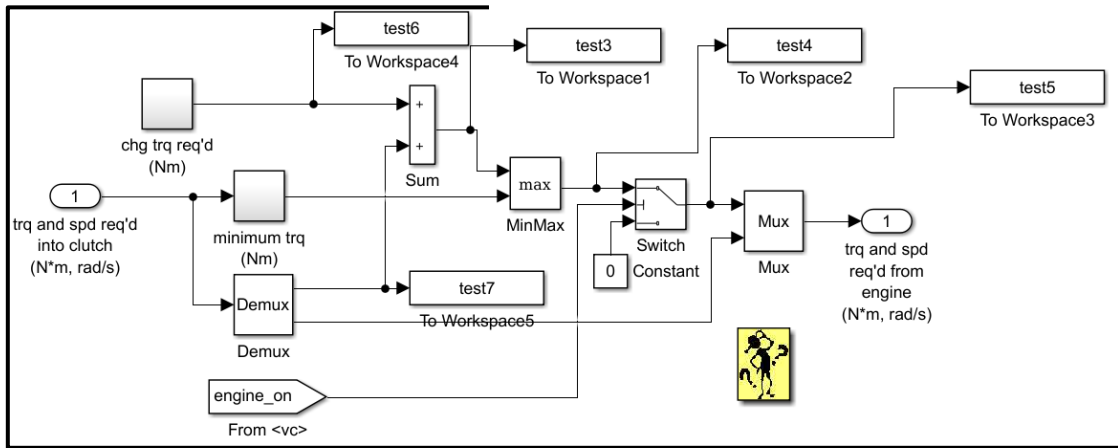 test6
To Workspace4
test3
To Workspace1
test4
To Workspace2
test5
To Workspace3
chg trq req'd
(Nm)
+
+
Sum
max
MinMax
1
trq and spd req'd
into clutch
(N*m, rad/s)
minimum trq
(Nm)
Switch
0
Constant
Mux
Mux
1
trq and spd
req'd from
engine
(N*m, rad/s)
Demux
Demux
test7
To Workspace5
engine_on
From <vc>